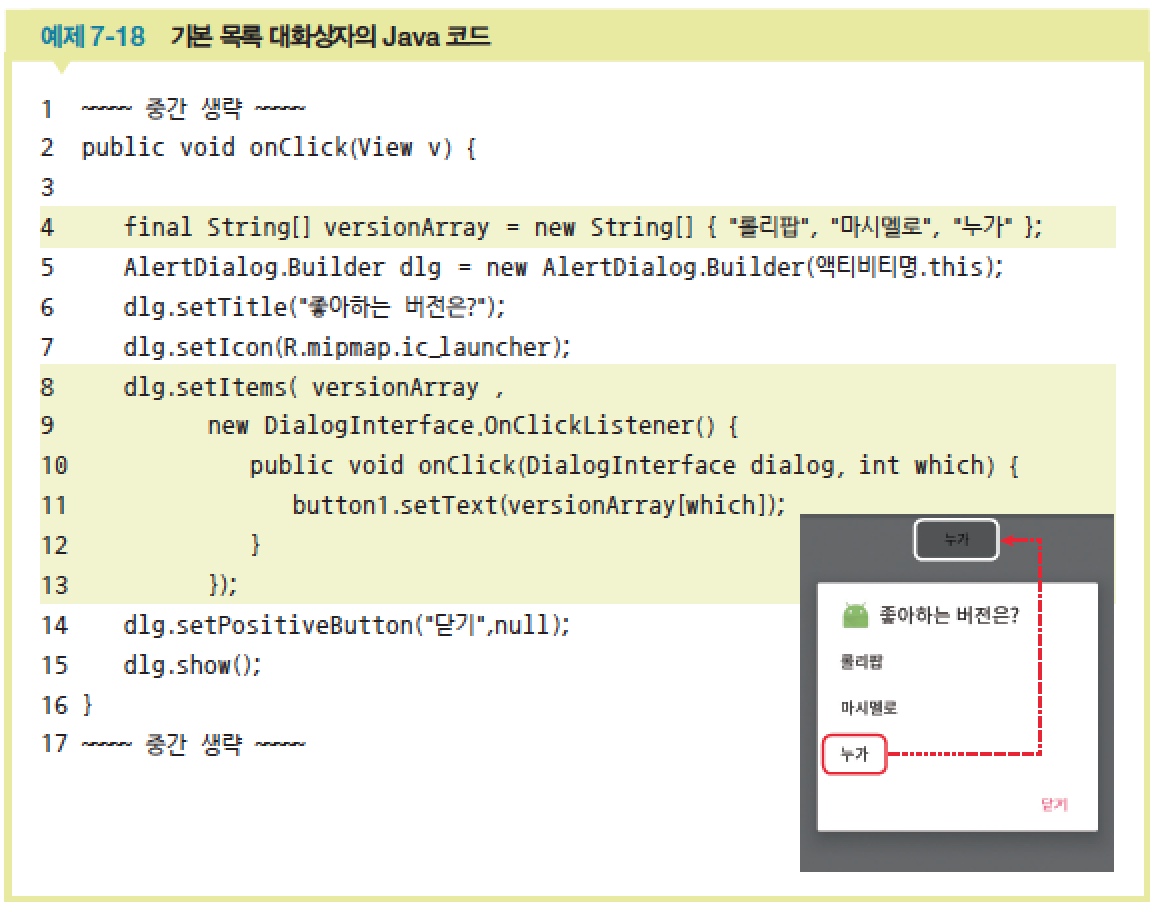 예제 7-18 기본 목록 대화상자의 Java 코드
1 ~~~~ 중간 생략 ~~~~
2 public void onClick(View v) {
3
4 final String[] versionArray = new String[] { "롤리팝", "마시멜로", "누가" };
5 AlertDialog.Builder dlg = new AlertDialog.Builder(액티비티명.this);
6 dlg.setTitle("좋아하는 버전은?");
7 dlg.setIcon(R.mipmap.ic_launcher);
8 dlg.setItems( versionArray ,
9 new DialogInterface.OnClickListener() {
10 public void onClick(DialogInterface dialog, int which) {
11 button1.setText(versionArray[which]);
12 }
13 });
14 dlg.setPositiveButton("닫기",null);
15 dlg.show();
16 }
17 ~~~~ 중간 생략 ~~~~
누가
좋아하는 버전은?
롤리팝
마시멜로
누가
닫기